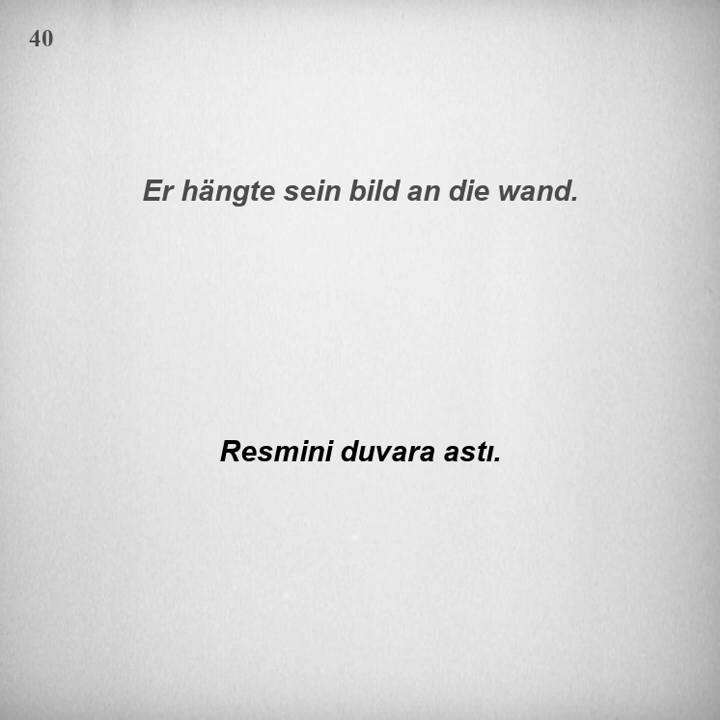 40
Er hängte sein bild an die wand.
Resmini duvara astı.